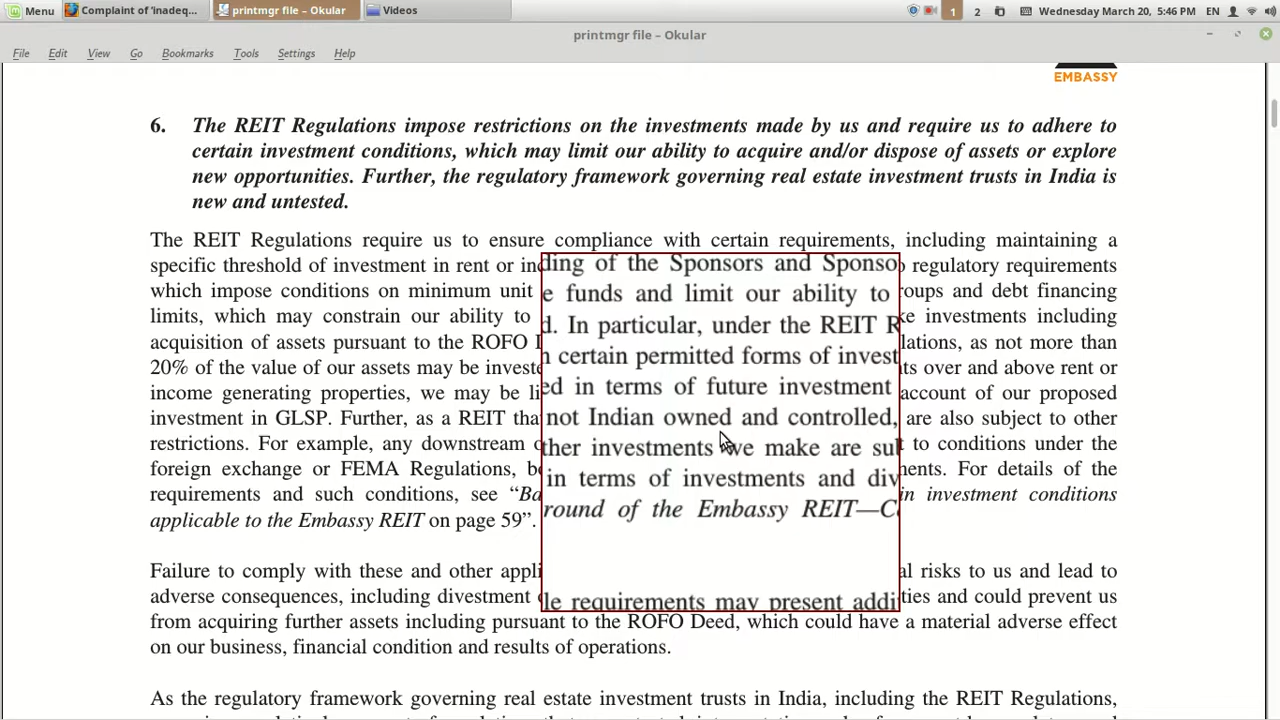 Menu Complaint of 'inadeq... printmgr file – Okular Videos 1 2 Wednesday March 20, 5:46 PM EN
printmgr file – Okular
File Edit View Go Bookmarks Tools Settings Help
EMBASSY
6. The REIT Regulations impose restrictions on the investments made by us and require us to adhere to
certain investment conditions, which may limit our ability to acquire and/or dispose of assets or explore
new opportunities. Further, the regulatory framework governing real estate investment trusts in India is
new and untested.
The REIT Regulations require us to ensure compliance with certain requirements, including maintaining a
specific threshold of investment in rent or in ding of the Sponsors and Sponso regulatory requirements
which impose conditions on minimum unit e funds and limit our ability to roups and debt financing
limits, which may constrain our ability to d. In particular, under the REIT R ke investments including
acquisition of assets pursuant to the ROFO certain permitted forms of invest lations, as not more than
20% of the value of our assets may be investe ed in terms of future investment ts over and above rent or
income generating properties, we may be li not Indian owned and controlled, account of our proposed
investment in GLSP. Further, as a REIT tha ther investments we make are sub are also subject to other
restrictions. For example, any downstream in terms of investments and div t to conditions under the
foreign exchange or FEMA Regulations, be round of the Embassy REIT—C ments. For details of the
requirements and such conditions, see “Ba in investment conditions
applicable to the Embassy REIT on page 59”.
Failure to comply with these and other appli le requirements may present addi al risks to us and lead to
adverse consequences, including divestment ties and could prevent us
from acquiring further assets including pursuant to the ROFO Deed, which could have a material adverse effect
on our business, financial condition and results of operations.
As the regulatory framework governing real estate investment trusts in India, including the REIT Regulations,